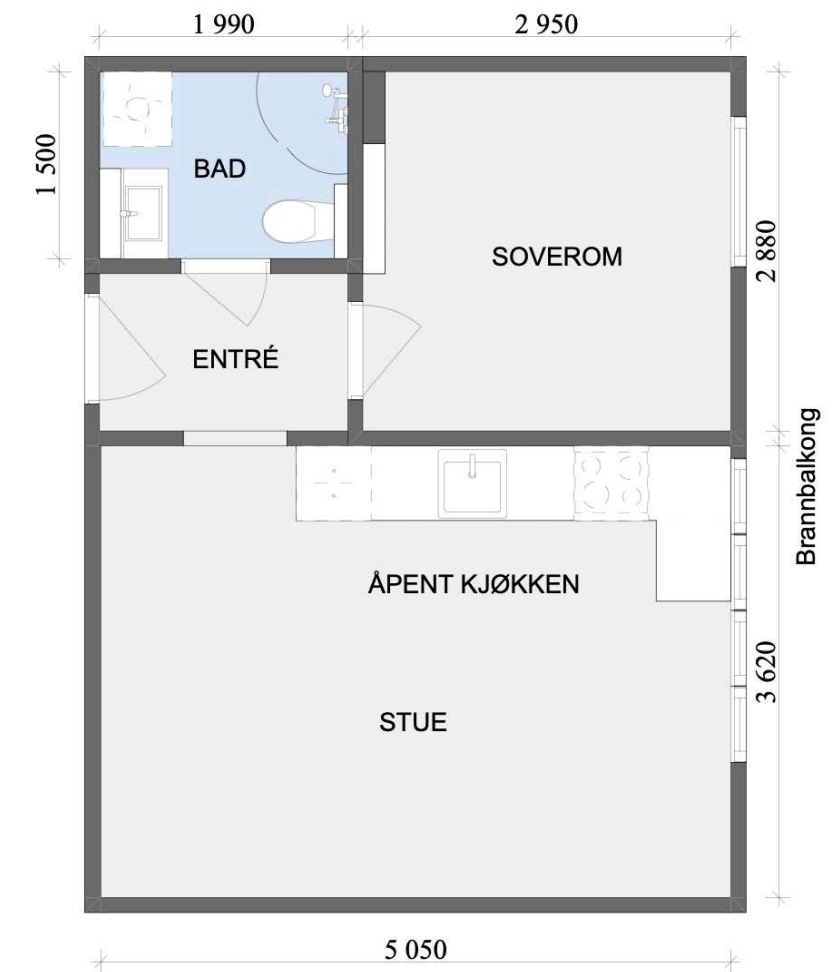 1 990
2 950
1 500
BAD
SOVEROM
2 880
ENTRÉ
Brannbalkong
ÅPENT KJØKKEN
3 620
STUE
5 050